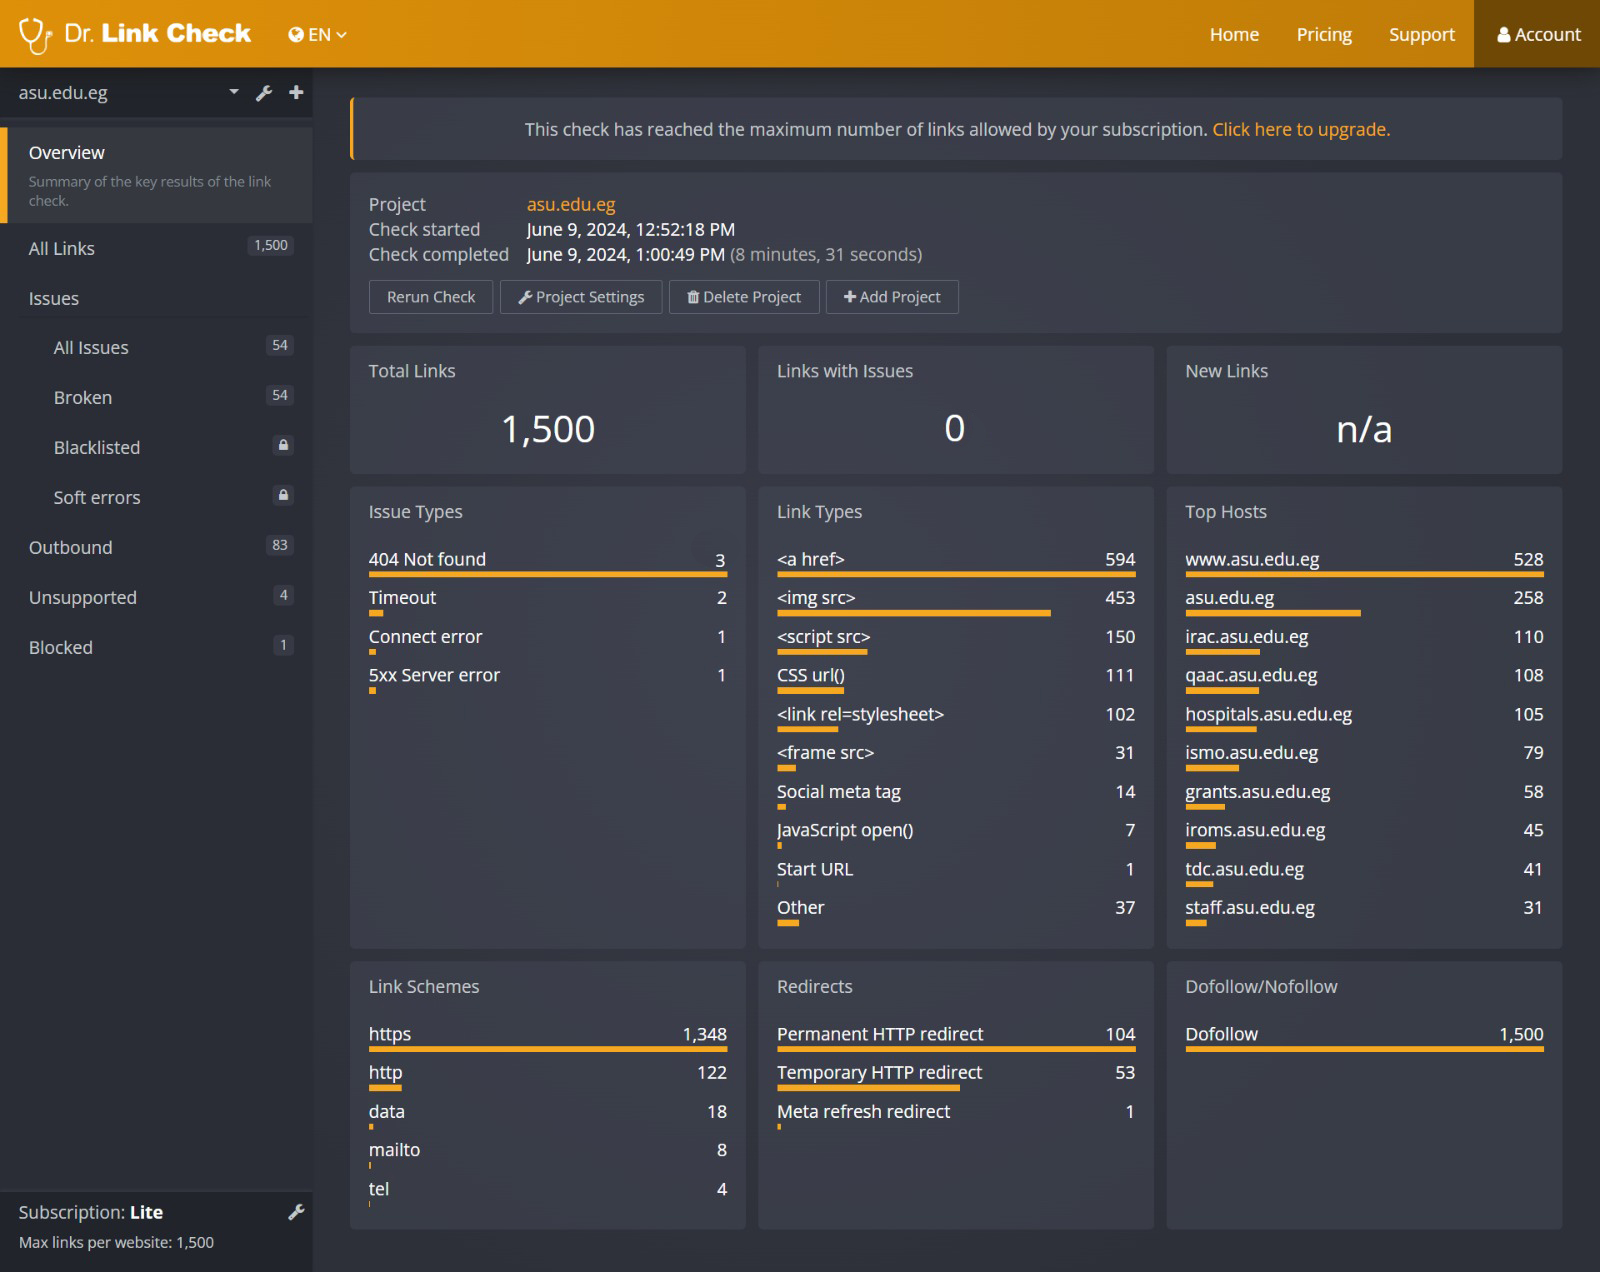 Dr. Link Check EN Home Pricing Support Account
asu.edu.eg
Overview
Summary of the key results of the link
check.
All Links 1,500
Issues
All Issues 54
Broken 54
Blacklisted
Soft errors
Outbound 83
Unsupported 4
Blocked 1
Subscription: Lite
Max links per website: 1,500
This check has reached the maximum number of links allowed by your subscription. Click here to upgrade.
Project asu.edu.eg
Check started June 9, 2024, 12:52:18 PM
Check completed June 9, 2024, 1:00:49 PM (8 minutes, 31 seconds)
Rerun Check Project Settings Delete Project Add Project
Total Links
1,500
Links with Issues
0
New Links
n/a
Issue Types
404 Not found 3
Timeout 2
Connect error 1
5xx Server error 1
Link Types
<a href> 594
<img src> 453
<script src> 150
CSS url() 111
<link rel=stylesheet> 102
<frame src> 31
Social meta tag 14
JavaScript open() 7
Start URL 1
Other 37
Top Hosts
www.asu.edu.eg 528
asu.edu.eg 258
irac.asu.edu.eg 110
qaac.asu.edu.eg 108
hospitals.asu.edu.eg 105
ismo.asu.edu.eg 79
grants.asu.edu.eg 58
iroms.asu.edu.eg 45
tdc.asu.edu.eg 41
staff.asu.edu.eg 31
Link Schemes
https 1,348
http 122
data 18
mailto 8
tel 4
Redirects
Permanent HTTP redirect 104
Temporary HTTP redirect 53
Meta refresh redirect 1
Dofollow/Nofollow
Dofollow 1,500